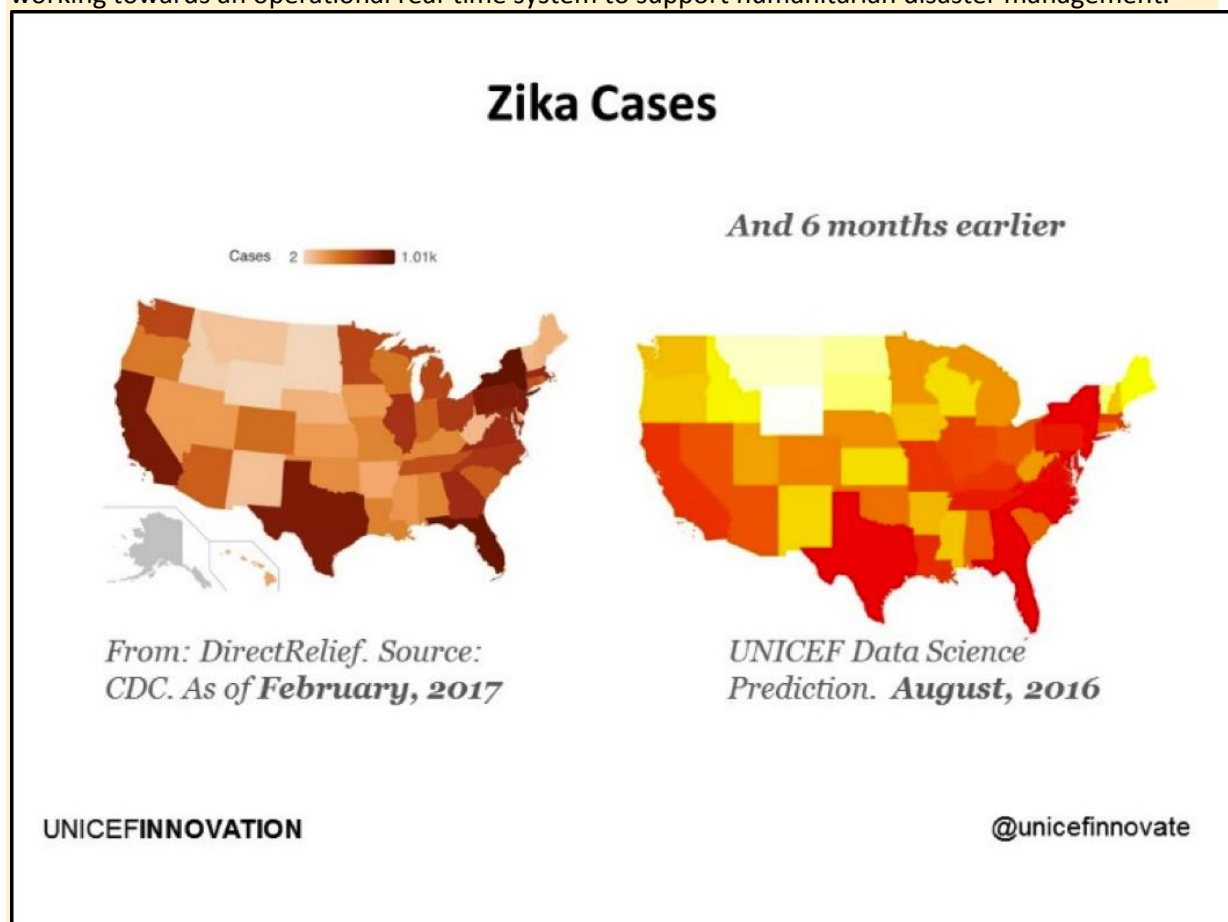 working towards an operational real time system to support humanitarian disaster management.
Zika Cases
And 6 months earlier
Cases 2 1.01k
From: DirectRelief. Source:
CDC. As of February, 2017
UNICEF Data Science
Prediction. August, 2016
UNICEFINNOVATION
@unicefinnovate